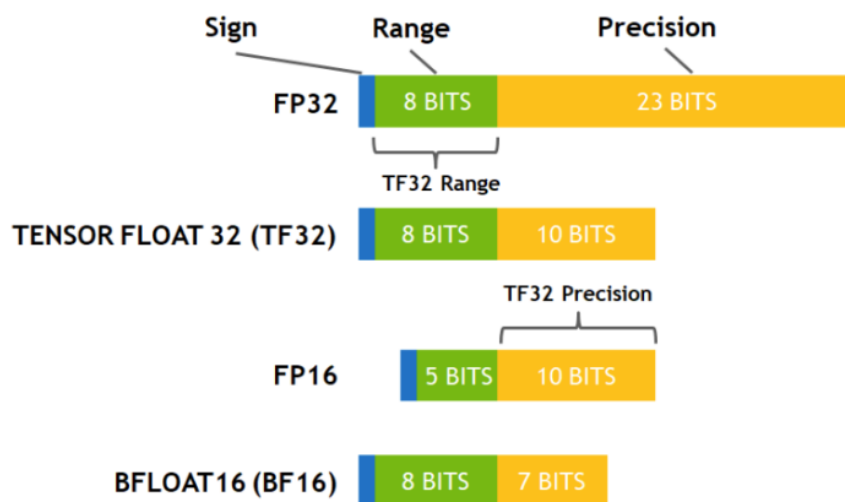 Sign Range Precision
FP32 8 BITS 23 BITS
TF32 Range
TENSOR FLOAT 32 (TF32) 8 BITS 10 BITS
TF32 Precision
FP16 5 BITS 10 BITS
BFLOAT16 (BF16) 8 BITS 7 BITS